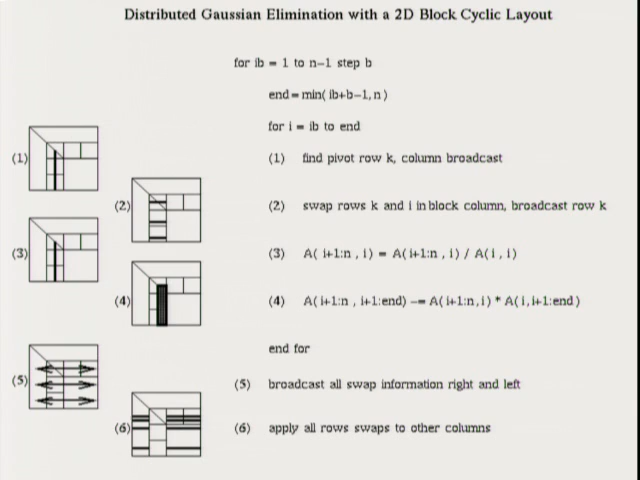 Distributed Gaussian Elimination with a 2D Block Cyclic Layout
for ib = 1 to n-1 step b
end = min( ib+b-1, n )
for i = ib to end
(1) (1) find pivot row k, column broadcast
(2) (2) swap rows k and i in block column, broadcast row k
(3) (3) A( i+1:n , i ) = A( i+1:n , i ) / A( i , i )
(4) (4) A( i+1:n , i+1:end ) -= A( i+1:n, i ) * A( i, i+1:end )
end for
(5) (5) broadcast all swap information right and left
(6) (6) apply all rows swaps to other columns